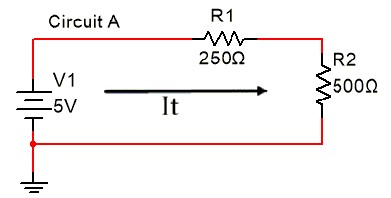 Circuit A
R1
250Ω
R2
500Ω
V1
5V
It